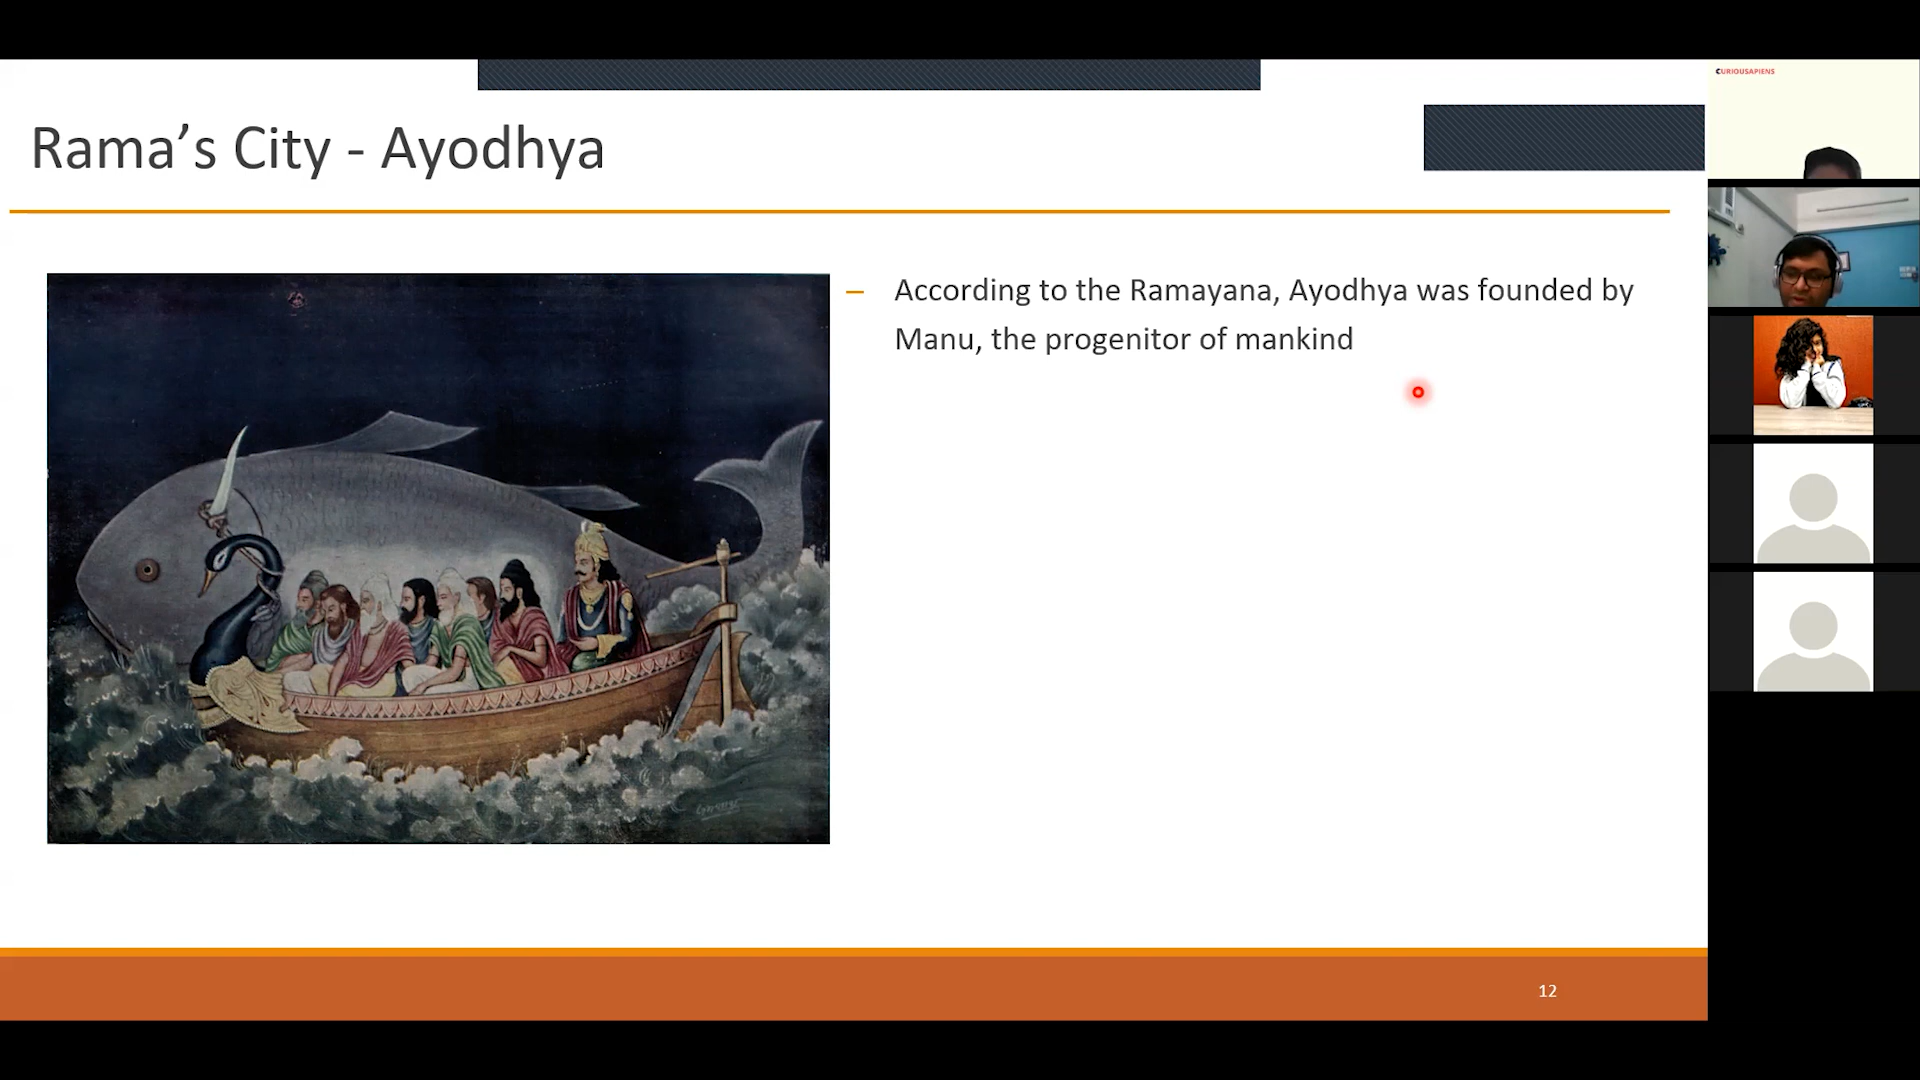 CURIOUSAPIENS
Rama’s City - Ayodhya
– According to the Ramayana, Ayodhya was founded by
Manu, the progenitor of mankind
12